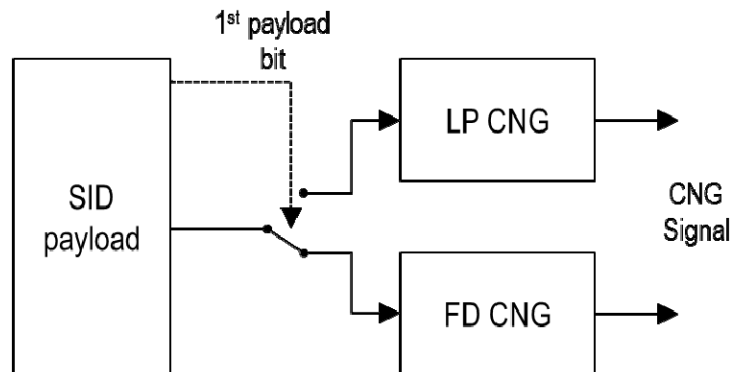 1st payload
bit
SID
payload
LP CNG
CNG
Signal
FD CNG